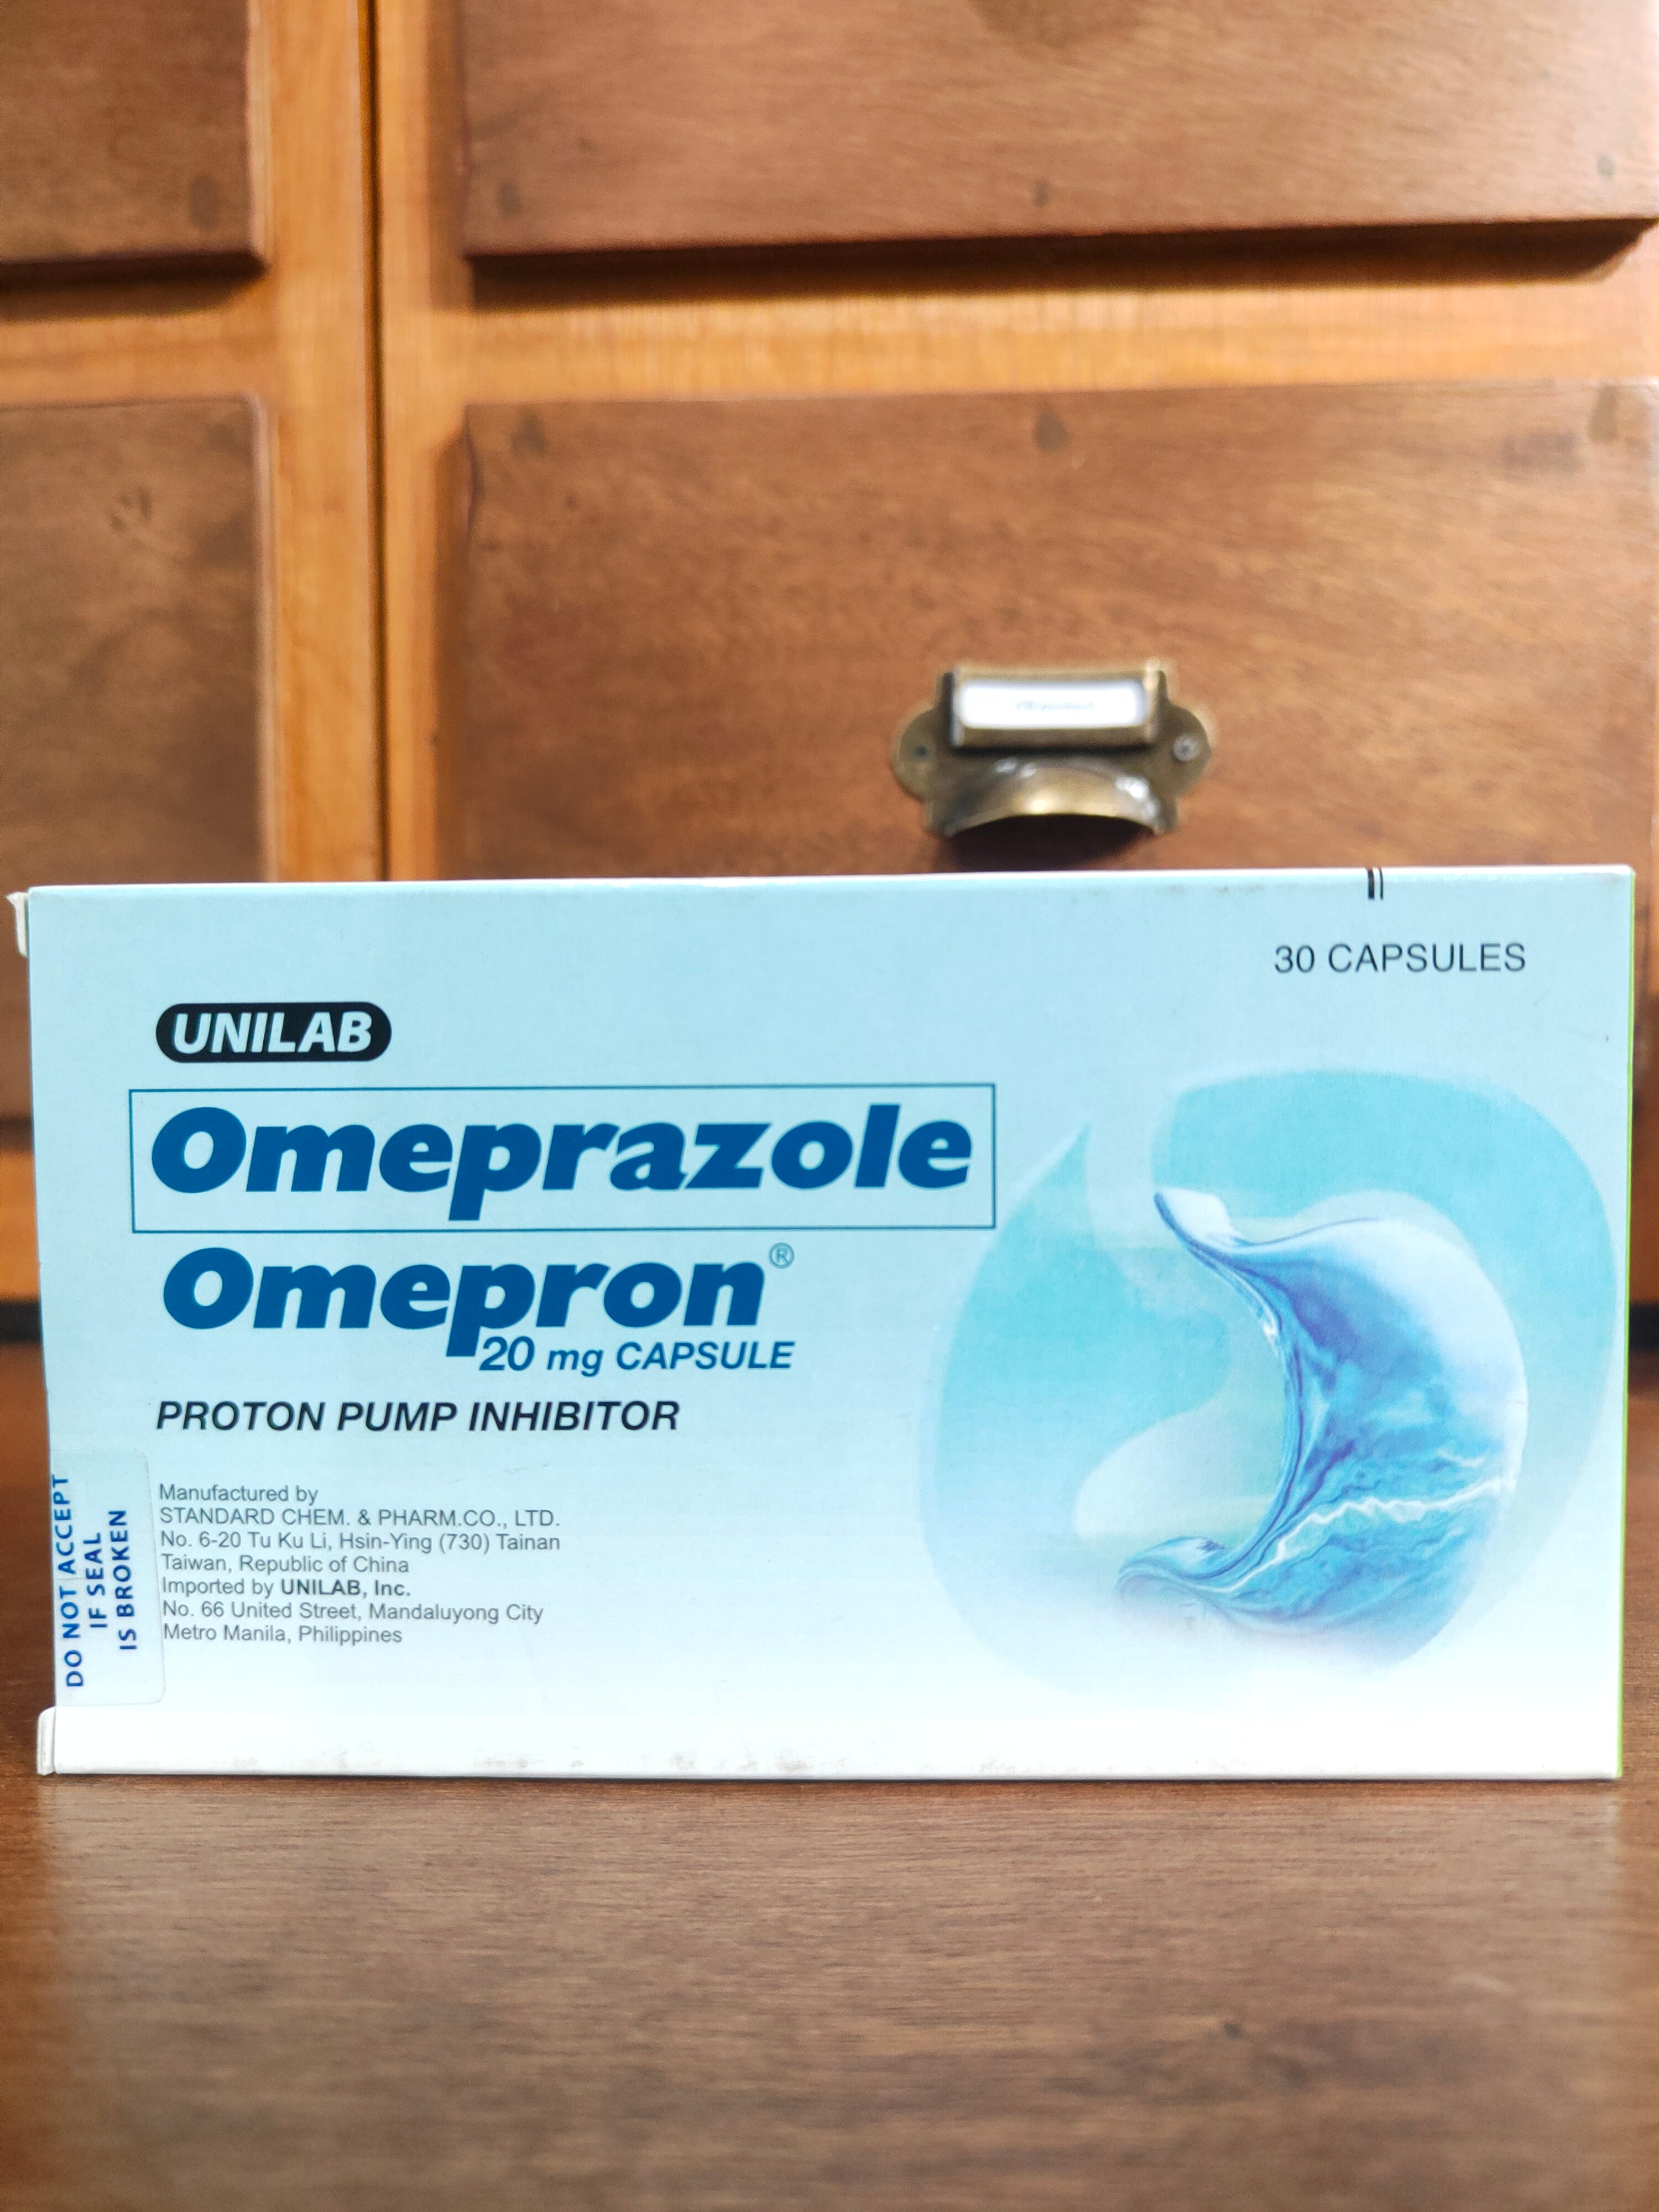 30 CAPSULES
UNILAB
Omeprazole
Omepron®
20 mg CAPSULE
PROTON PUMP INHIBITOR
Manufactured by
STANDARD CHEM. & PHARM.CO., LTD.
No. 6-20 Tu Ku Li, Hsin-Ying (730) Tainan
Taiwan, Republic of China
Imported by UNILAB, Inc.
No. 66 United Street, Mandaluyong City
Metro Manila, Philippines
DO NOT ACCEPT
IF SEAL
IS BROKEN